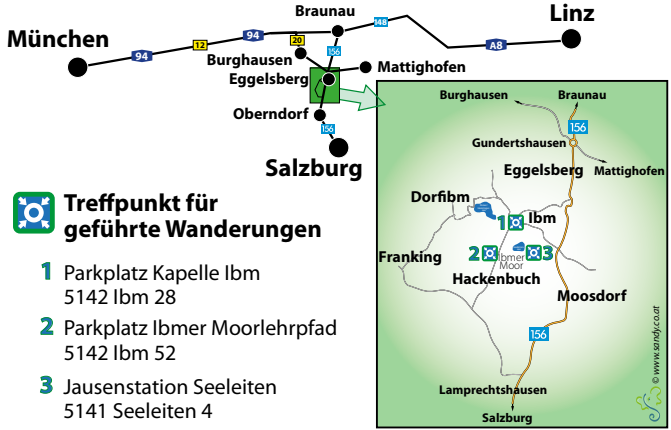 Braunau
Linz
148
München
94
12
94
20
156
A8
Burghausen
Mattighofen
Eggelsberg
Oberndorf
156
Salzburg
Treffpunkt für
geführte Wanderungen
1 Parkplatz Kapelle Ibm
5142 Ibm 28
2 Parkplatz Ibmer Moorlehrpfad
5142 Ibm 52
3 Jausenstation Seeleiten
5141 Seeleiten 4
Burghausen
Braunau
156
Gundertshausen
Eggelsberg
Mattighofen
Dorfibm
1 Ibm
2
3
Ibmer
Moor
Franking
Hackenbuch
Moosdorf
156
Lamprechtshausen
Salzburg
© www.sandy.co.at